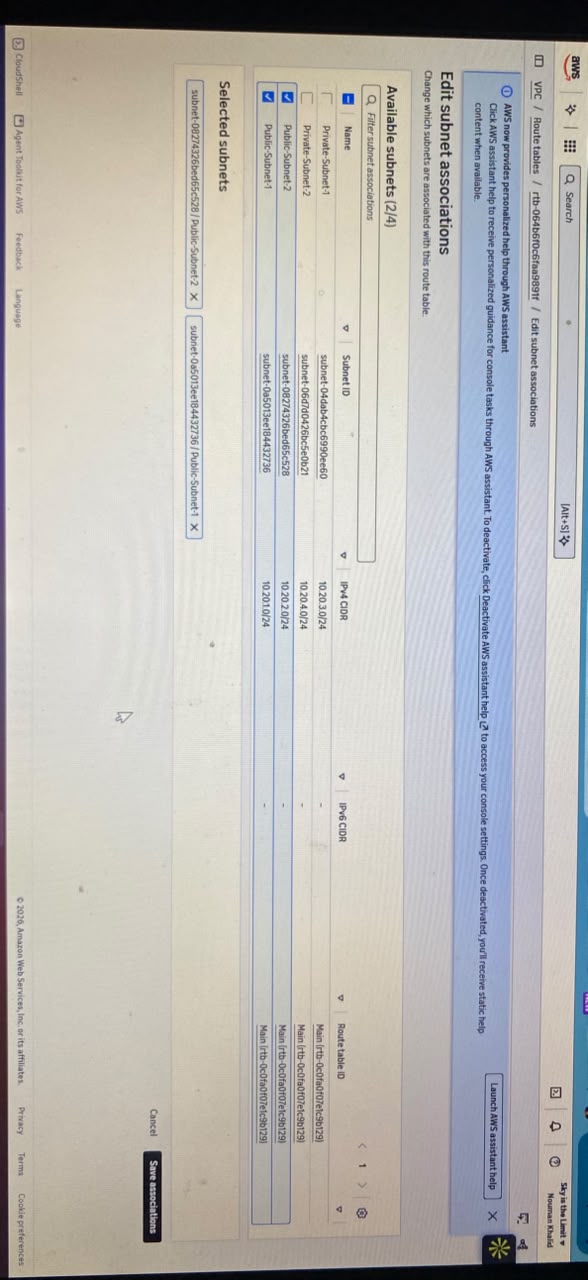 aws
Search
[Alt+S]
Sky is the Limit
Nouman Khalid
VPC / Route tables / rtb-064b6f0c6faa9891f / Edit subnet associations
AWS now provides personalized help through AWS assistant
Click AWS assistant help to receive personalized guidance for console tasks through AWS assistant. To deactivate, click Deactivate AWS assistant help to access your console settings. Once deactivated, you'll receive static help
content when available.
Launch AWS assistant help
Edit subnet associations
Change which subnets are associated with this route table.
Available subnets (2/4)
Filter subnet associations
1
Name Subnet ID IPv4 CIDR IPv6 CIDR Route table ID
Private-Subnet-1 subnet-04dab4cbc6990ee60 10.20.3.0/24 - Main (rtb-0c0fa0f07e1c9b129)
Private-Subnet-2 subnet-06d7d0426bc5e0b21 10.20.4.0/24 - Main (rtb-0c0fa0f07e1c9b129)
Public-Subnet-2 subnet-08274326bed65c528 10.20.2.0/24 - Main (rtb-0c0fa0f07e1c9b129)
Public-Subnet-1 subnet-0a5013ee184432736 10.20.1.0/24 - Main (rtb-0c0fa0f07e1c9b129)
Selected subnets
subnet-08274326bed65c528 / Public-Subnet-2 X subnet-0a5013ee184432736 / Public-Subnet-1 X
Cancel Save associations
CloudShell Agent Toolkit for AWS Feedback Language
© 2026, Amazon Web Services, Inc. or its affiliates. Privacy Terms Cookie preferences